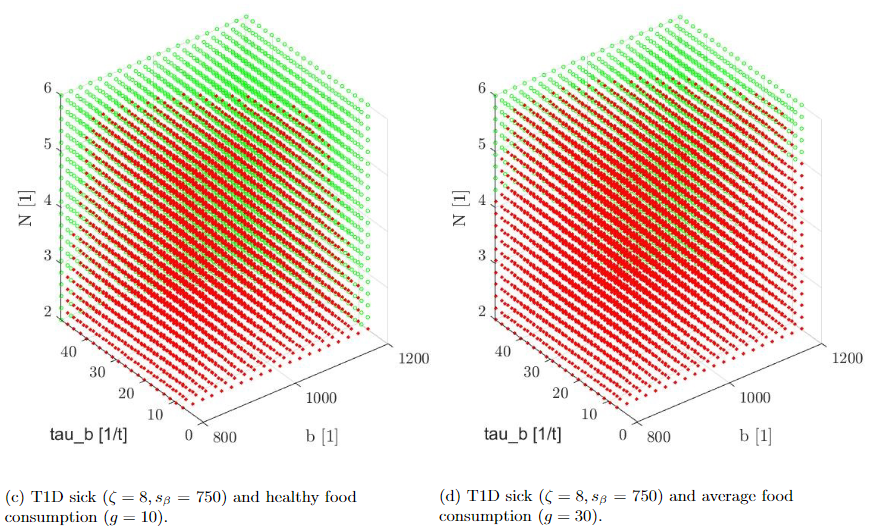 6
5
4
3
2
N [1]
40
30
20
10
0
tau_b [1/t]
800
1000
1200
b [1]
6
5
4
3
2
N [1]
40
30
20
10
0
tau_b [1/t]
800
1000
1200
b [1]
(c) T1D sick (ζ = 8, s_β = 750) and healthy food
consumption (g = 10).
(d) T1D sick (ζ = 8, s_β = 750) and average food
consumption (g = 30).